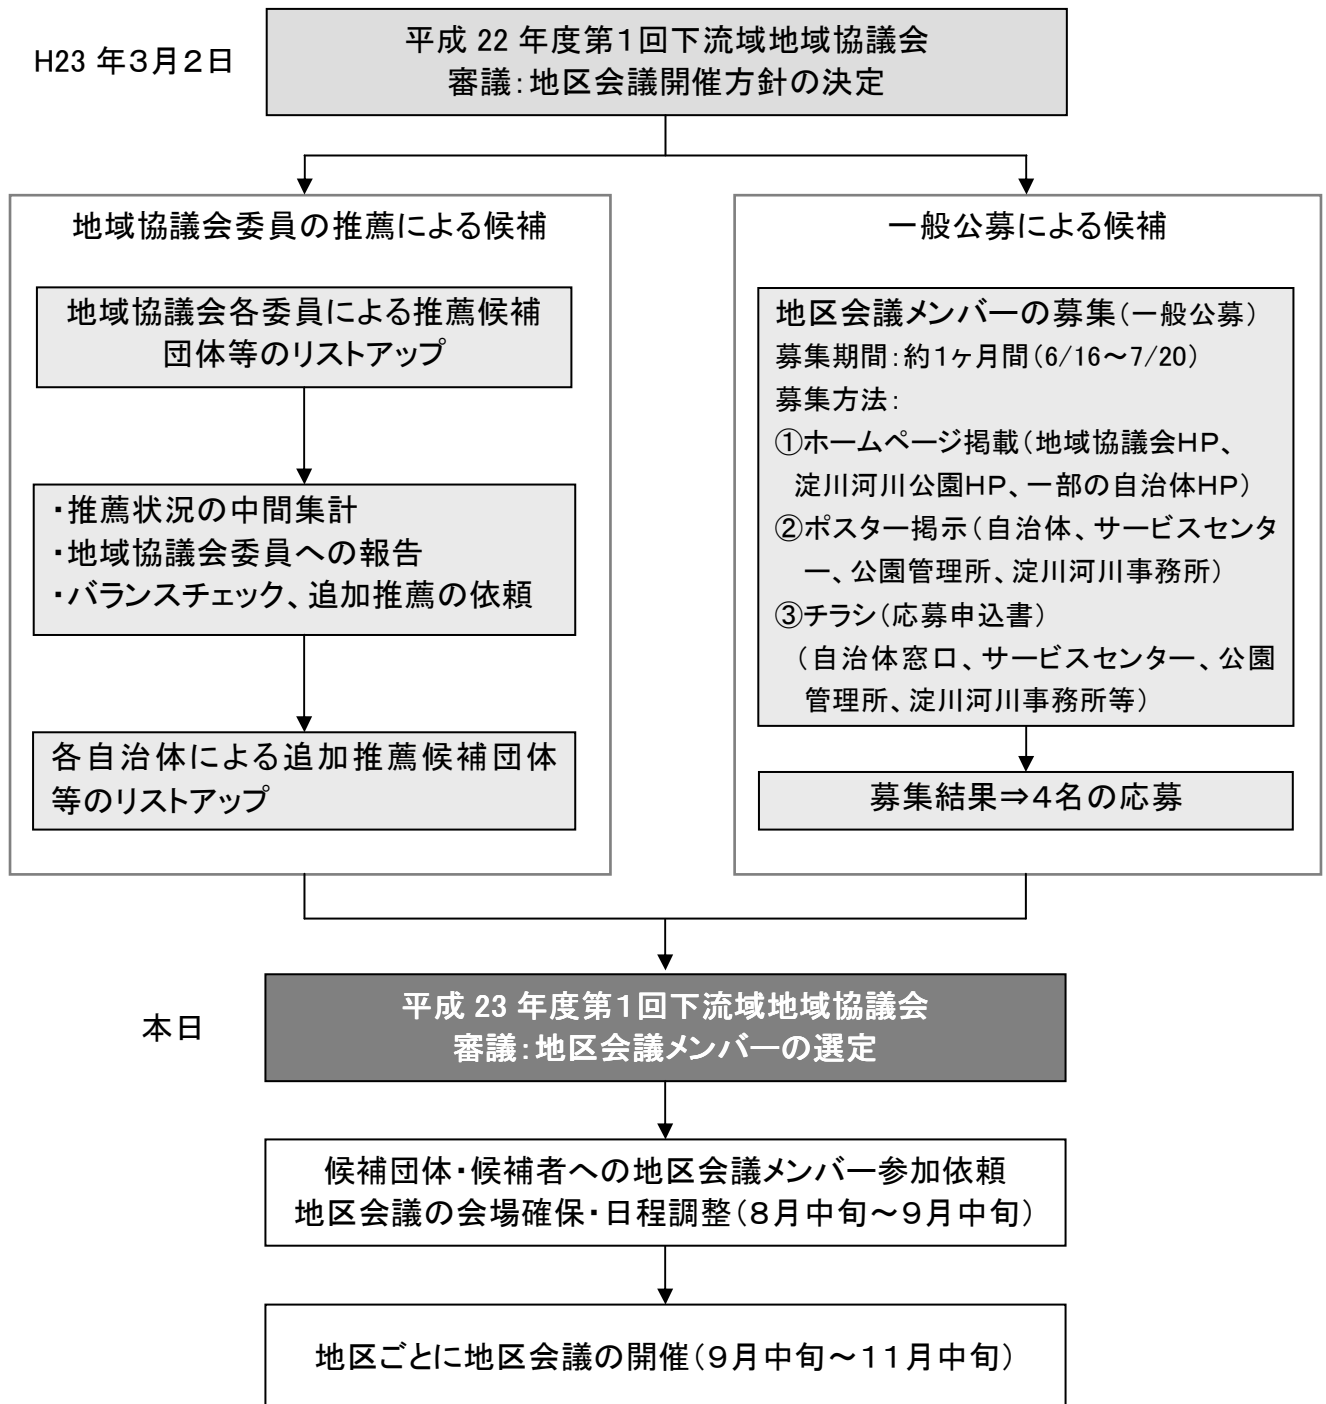 H23 年３月２日
平成 22 年度第１回下流域地域協議会
審議：地区会議開催方針の決定
地域協議会委員の推薦による候補
地域協議会各委員による推薦候補
団体等のリストアップ
・推薦状況の中間集計
・地域協議会委員への報告
・バランスチェック、追加推薦の依頼
各自治体による追加推薦候補団体
等のリストアップ
一般公募による候補
地区会議メンバーの募集（一般公募）
募集期間：約１ヶ月間（6/16～7/20）
募集方法：
①ホームページ掲載（地域協議会ＨＰ、
淀川河川公園ＨＰ、一部の自治体ＨＰ）
②ポスター掲示（自治体、サービスセンタ
ー、公園管理所、淀川河川事務所）
③チラシ（応募申込書）
（自治体窓口、サービスセンター、公園
管理所、淀川河川事務所等）
募集結果⇒４名の応募
本日
平成 23 年度第１回下流域地域協議会
審議：地区会議メンバーの選定
候補団体・候補者への地区会議メンバー参加依頼
地区会議の会場確保・日程調整（８月中旬～９月中旬）
地区ごとに地区会議の開催（９月中旬～１１月中旬）